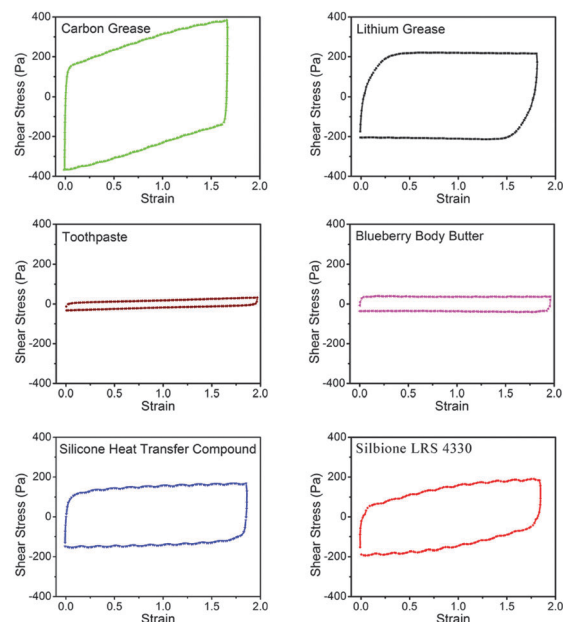 Carbon Grease
Shear Stress (Pa)
400
200
0
-200
-400
0.0 0.5 1.0 1.5 2.0
Strain
Lithium Grease
Shear Stress (Pa)
400
200
0
-200
-400
0.0 0.5 1.0 1.5 2.0
Strain
Toothpaste
Shear Stress (Pa)
400
200
0
-200
-400
0.0 0.5 1.0 1.5 2.0
Strain
Blueberry Body Butter
Shear Stress (Pa)
400
200
0
-200
-400
0.0 0.5 1.0 1.5 2.0
Strain
Silicone Heat Transfer Compound
Shear Stress (Pa)
400
200
0
-200
-400
0.0 0.5 1.0 1.5 2.0
Strain
Silbione LRS 4330
Shear Stress (Pa)
400
200
0
-200
-400
0.0 0.5 1.0 1.5 2.0
Strain